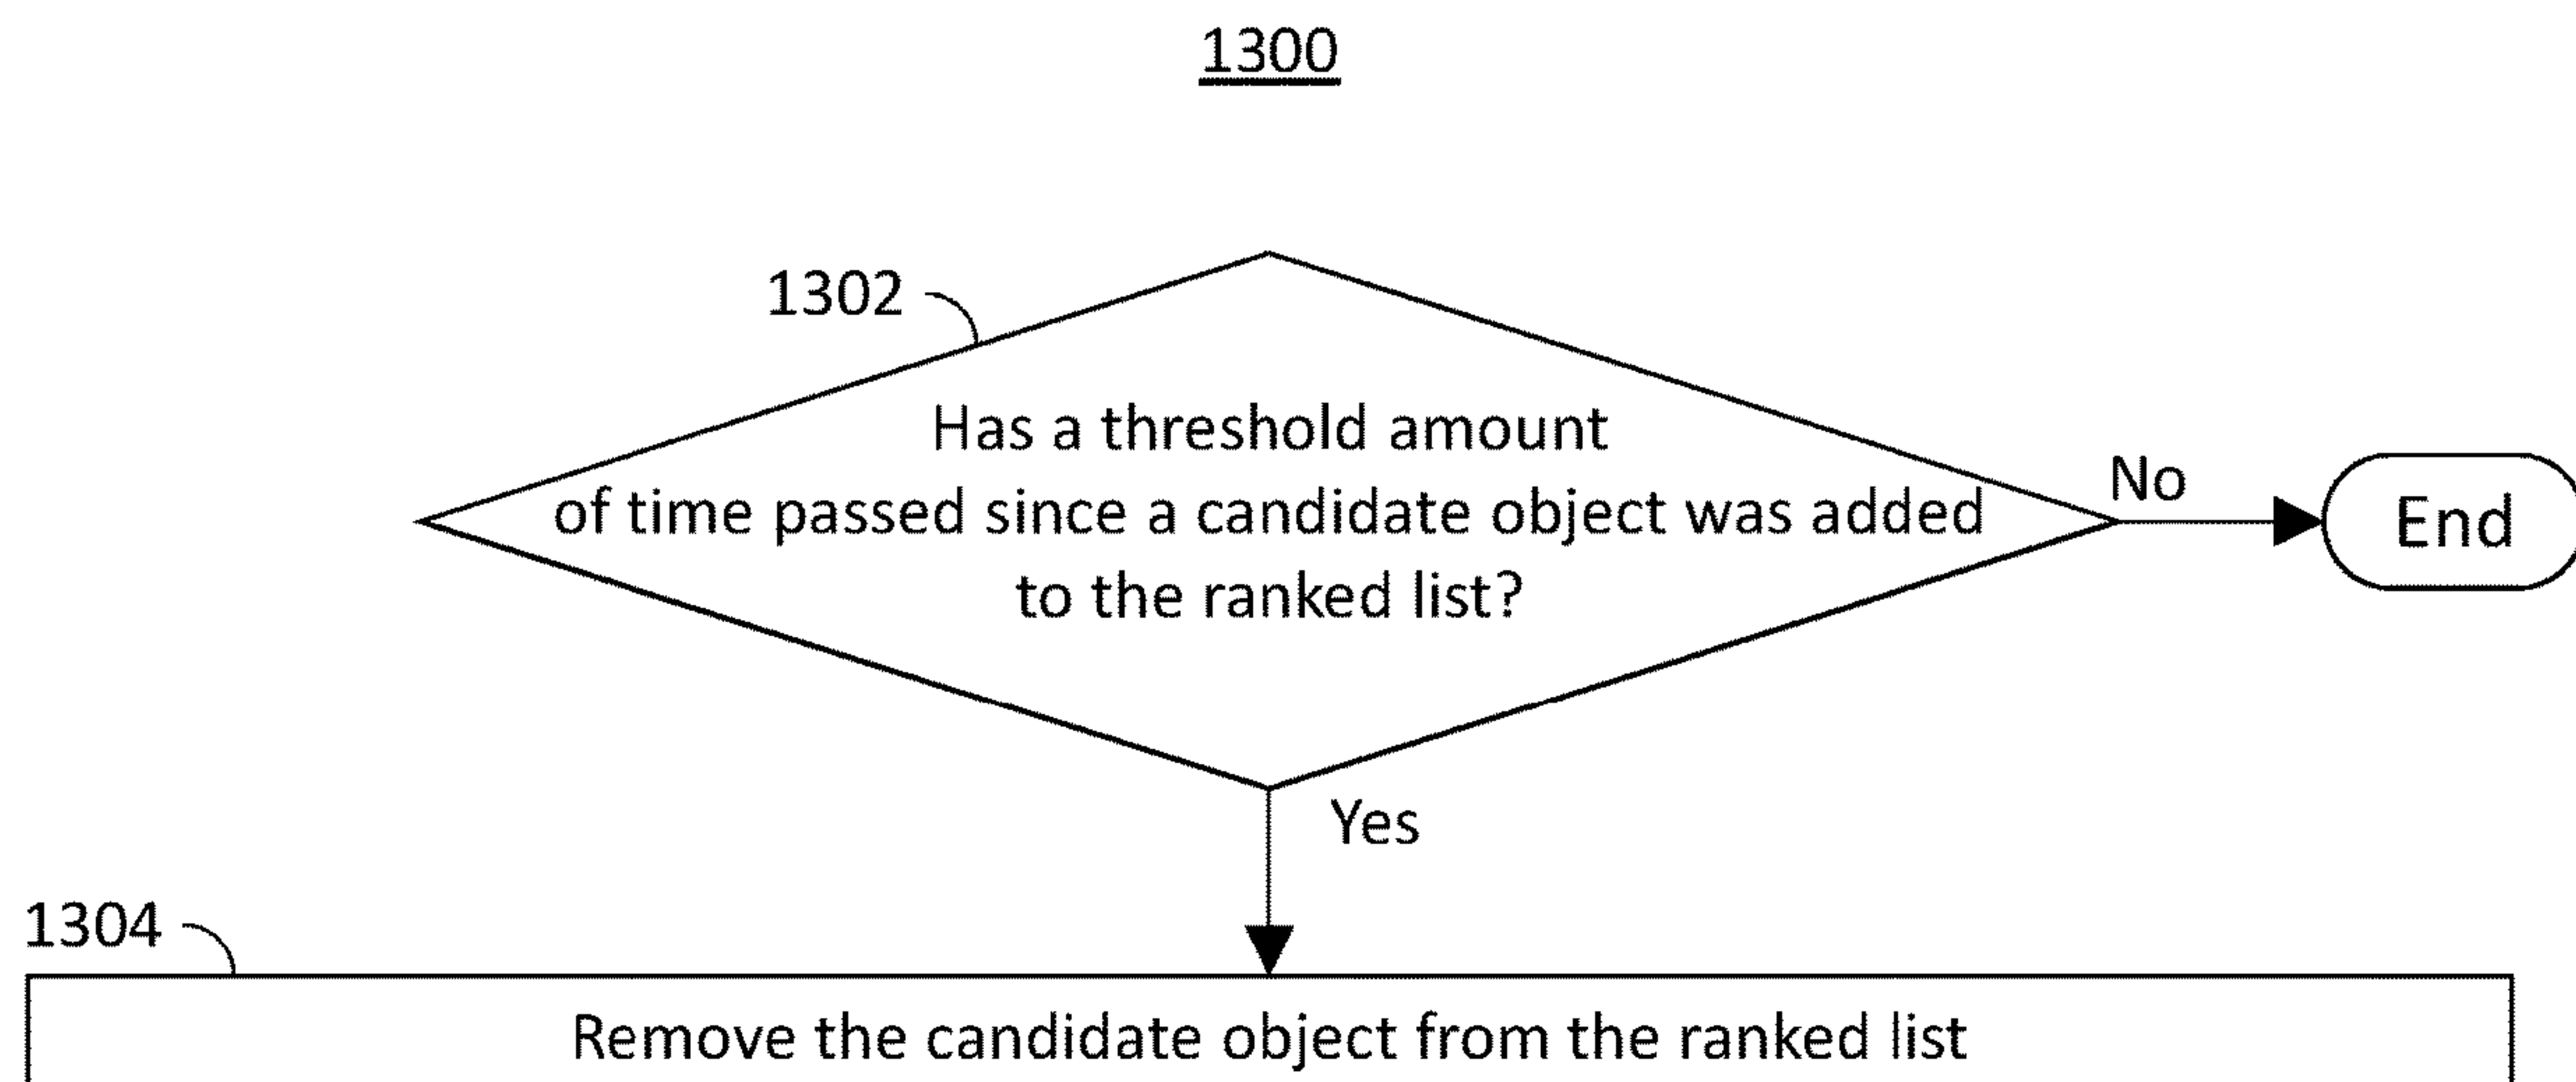 1300
1302
Has a threshold amount
of time passed since a candidate object was added
to the ranked list?
No
End
Yes
1304
Remove the candidate object from the ranked list